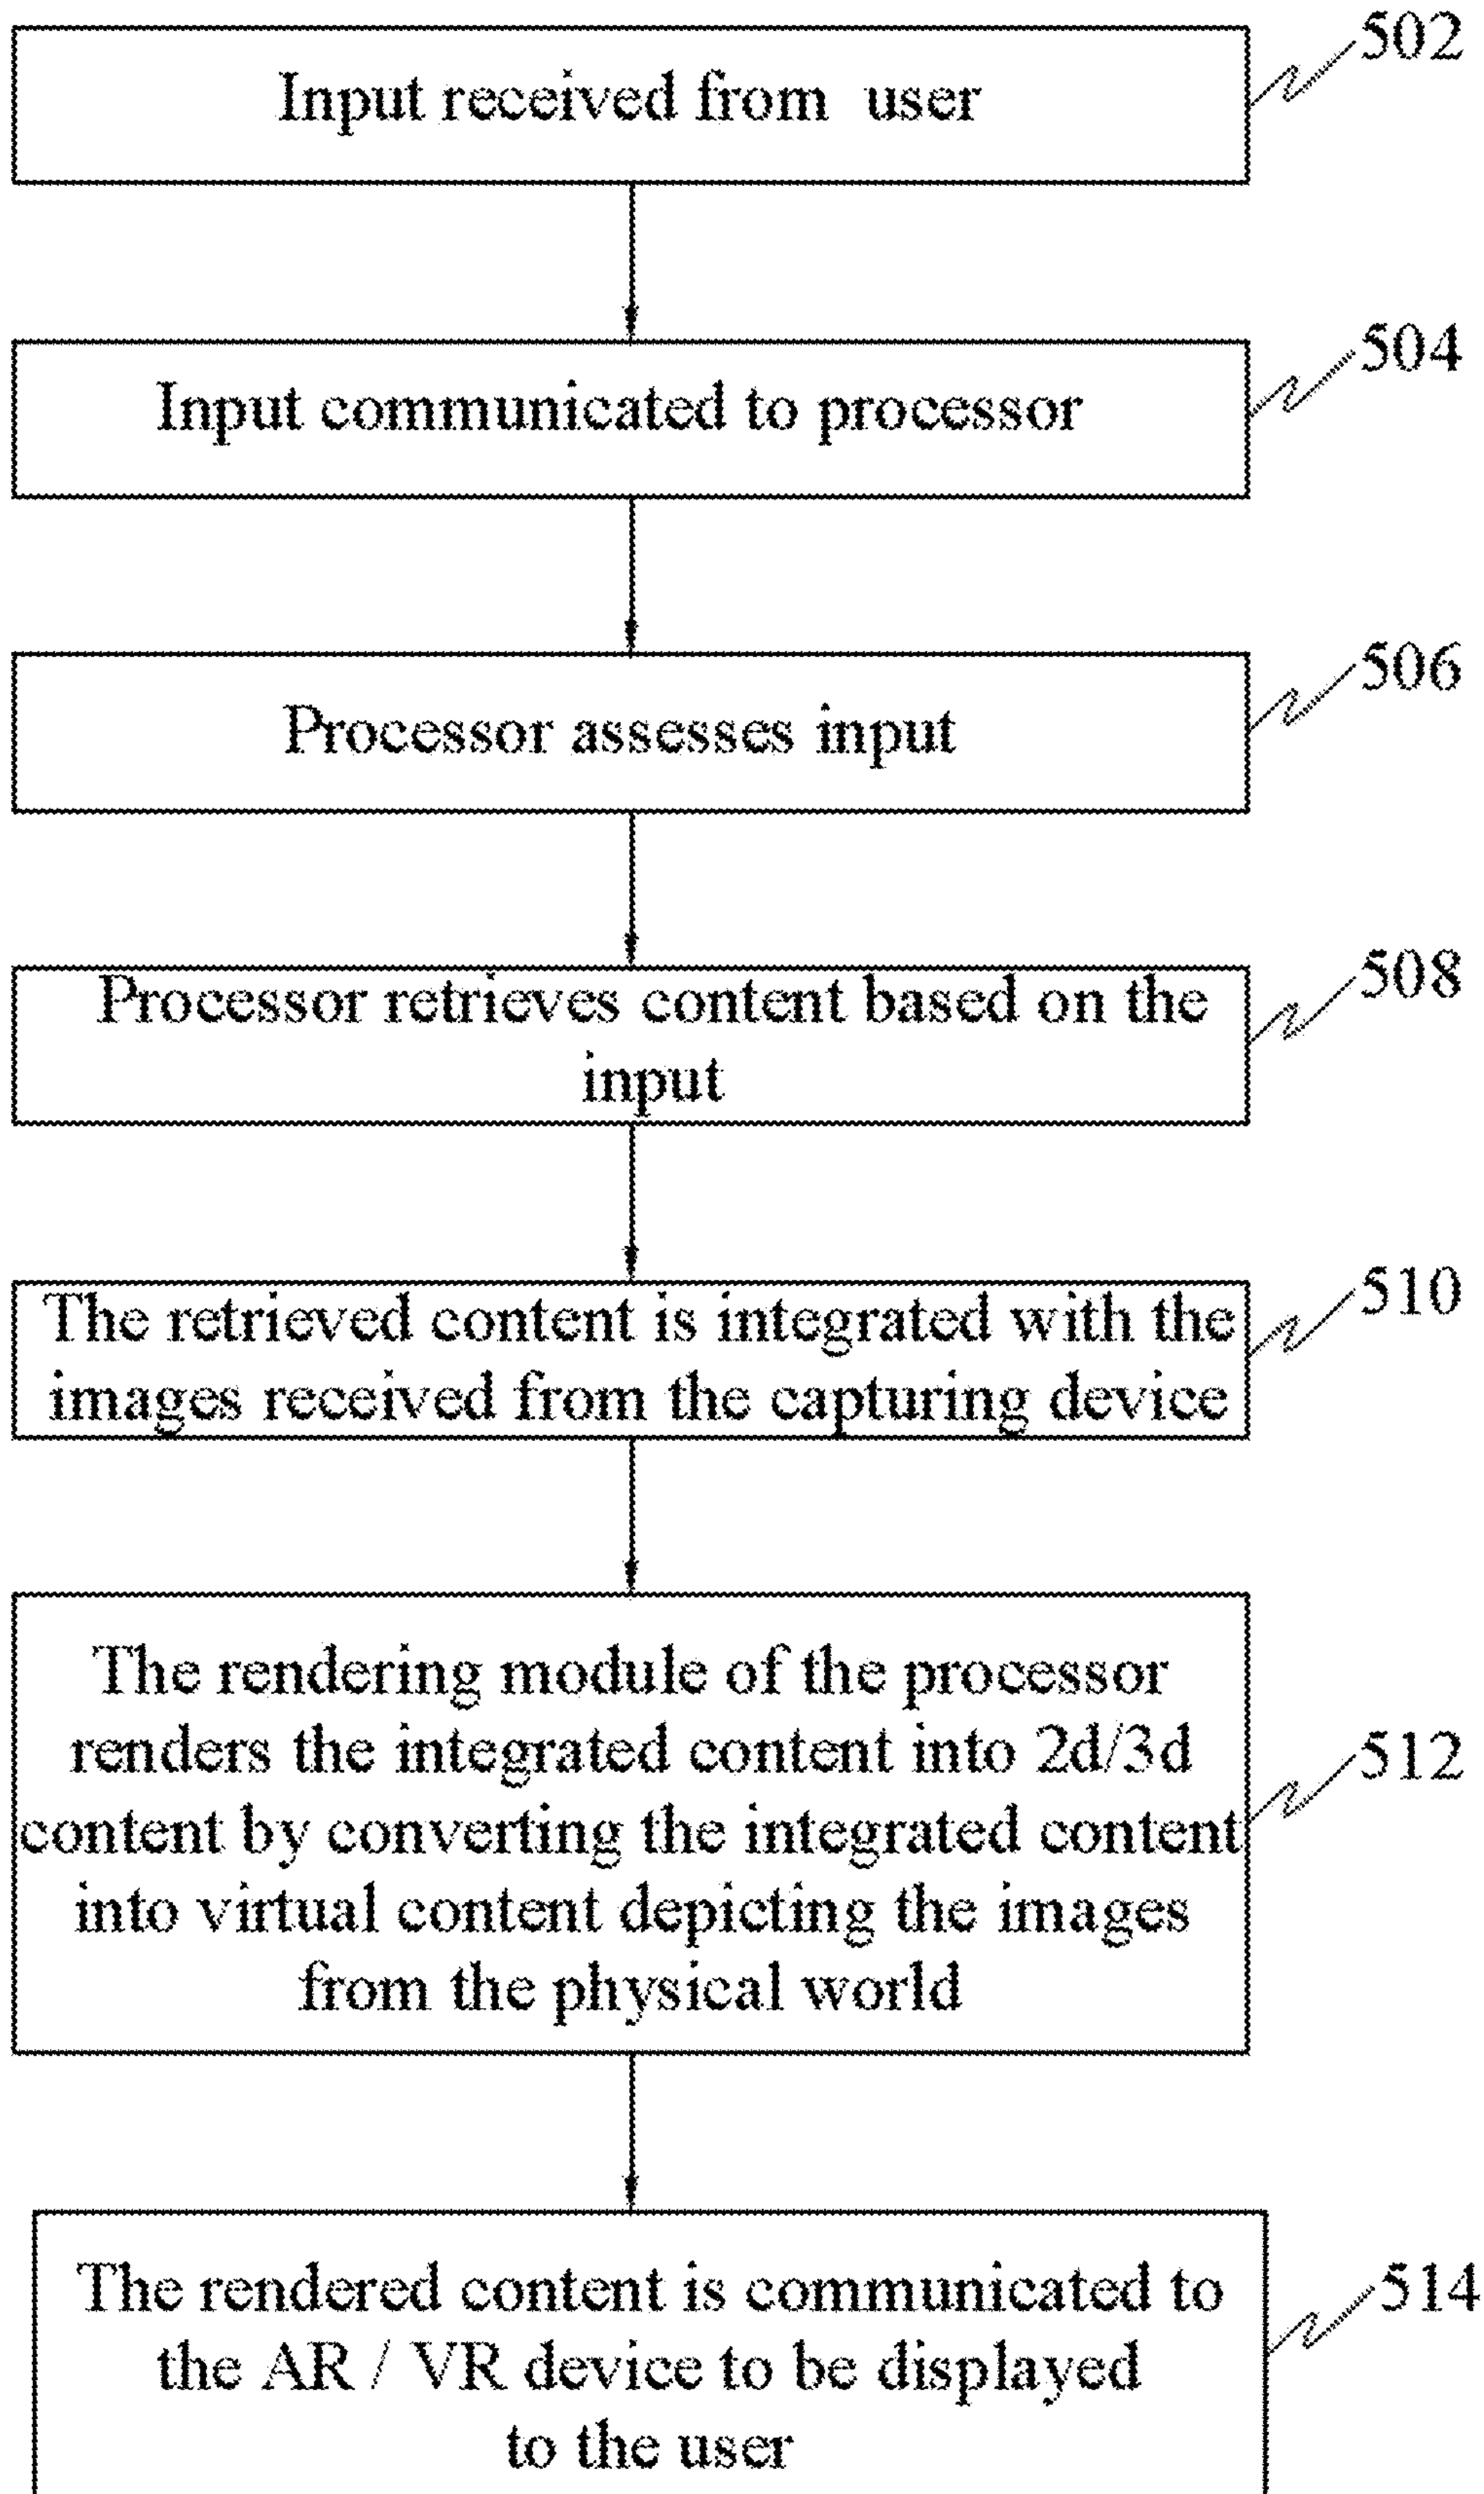 502
Input received from user
504
Input communicated to processor
506
Processor assesses input
508
Processor retrieves content based on the
input
510
The retrieved content is integrated with the
images received from the capturing device
The rendering module of the processor
renders the integrated content into 2d/3d
512
content by converting the integrated content
into virtual content depicting the images
from the physical world
514
The rendered content is communicated to
the AR / VR device to be displayed
to the user